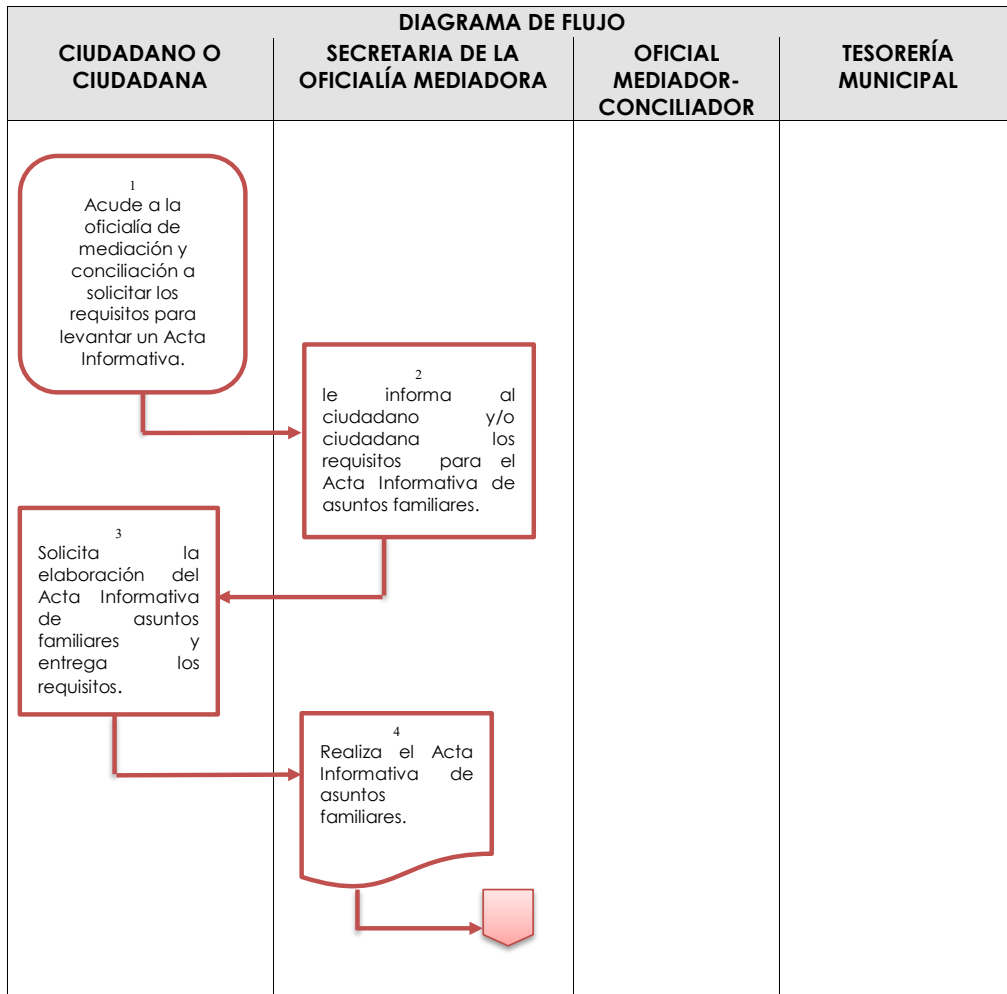 DIAGRAMA DE FLUJO
CIUDADANO O
CIUDADANA
SECRETARIA DE LA
OFICIALÍA MEDIADORA
OFICIAL
MEDIADOR-
CONCILIADOR
TESORERÍA
MUNICIPAL
1
Acude a la
oficialía de
mediación y
conciliación a
solicitar los
requisitos para
levantar un Acta
Informativa.
2
le informa al
ciudadano y/o
ciudadana los
requisitos para el
Acta Informativa de
asuntos familiares.
3
Solicita la
elaboración del
Acta Informativa
de asuntos
familiares y
entrega los
requisitos.
4
Realiza el Acta
Informativa de
asuntos
familiares.